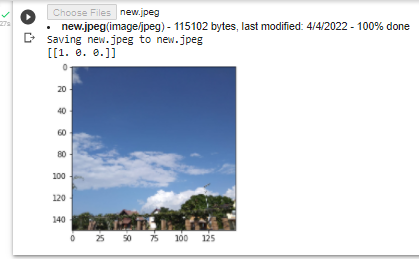 27s
Choose Files new.jpeg
• new.jpeg(image/jpeg) - 115102 bytes, last modified: 4/4/2022 - 100% done
Saving new.jpeg to new.jpeg
[[1. 0. 0.]]
0
20
40
60
80
100
120
140
0 25 50 75 100 125